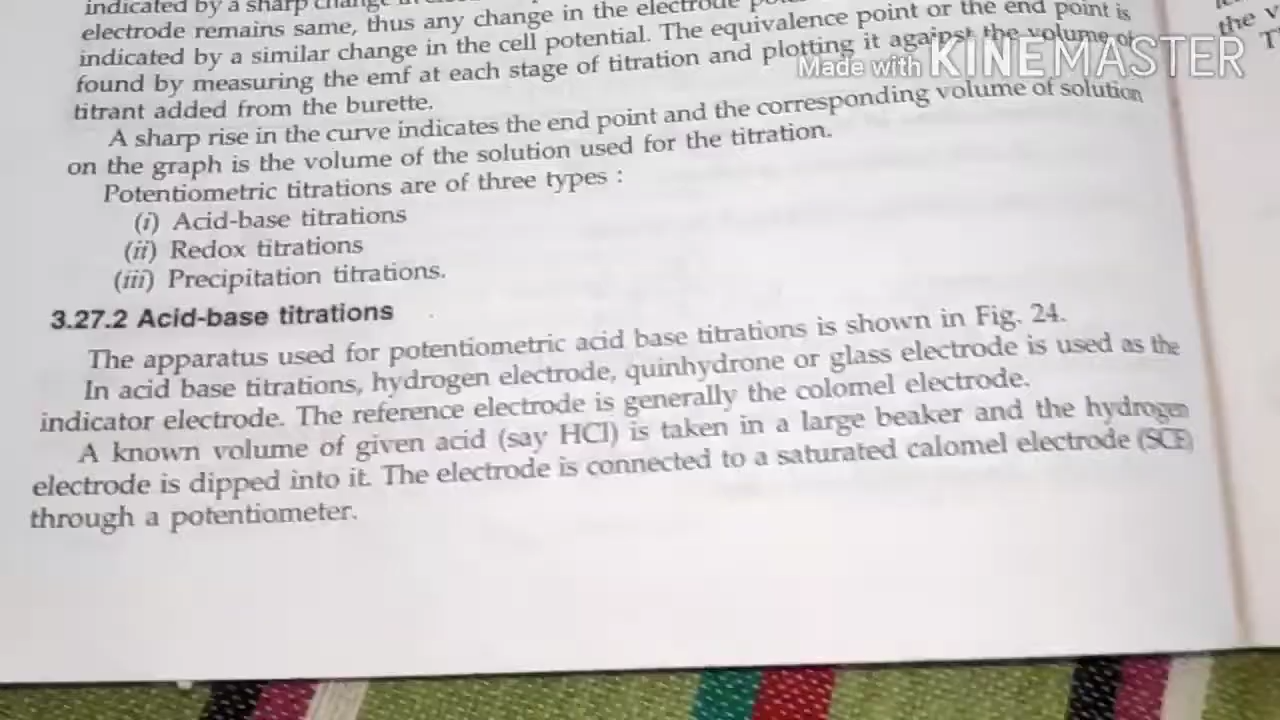 indicated by a sharp change in
electrode remains same, thus any change in the electrode
indicated by a similar change in the cell potential. The equivalence point or the end point is
found by measuring the emf at each stage of titration and plotting it against the volume of
titrant added from the burette.
A sharp rise in the curve indicates the end point and the corresponding volume of solution
on the graph is the volume of the solution used for the titration.
Potentiometric titrations are of three types :
(i) Acid-base titrations
(ii) Redox titrations
(iii) Precipitation titrations.
3.27.2 Acid-base titrations
The apparatus used for potentiometric acid base titrations is shown in Fig. 24.
In acid base titrations, hydrogen electrode, quinhydrone or glass electrode is used as the
indicator electrode. The reference electrode is generally the colomel electrode.
A known volume of given acid (say HCl) is taken in a large beaker and the hydrogen
electrode is dipped into it. The electrode is connected to a saturated calomel electrode (SCE)
through a potentiometer.
the
Made with KINEMASTER